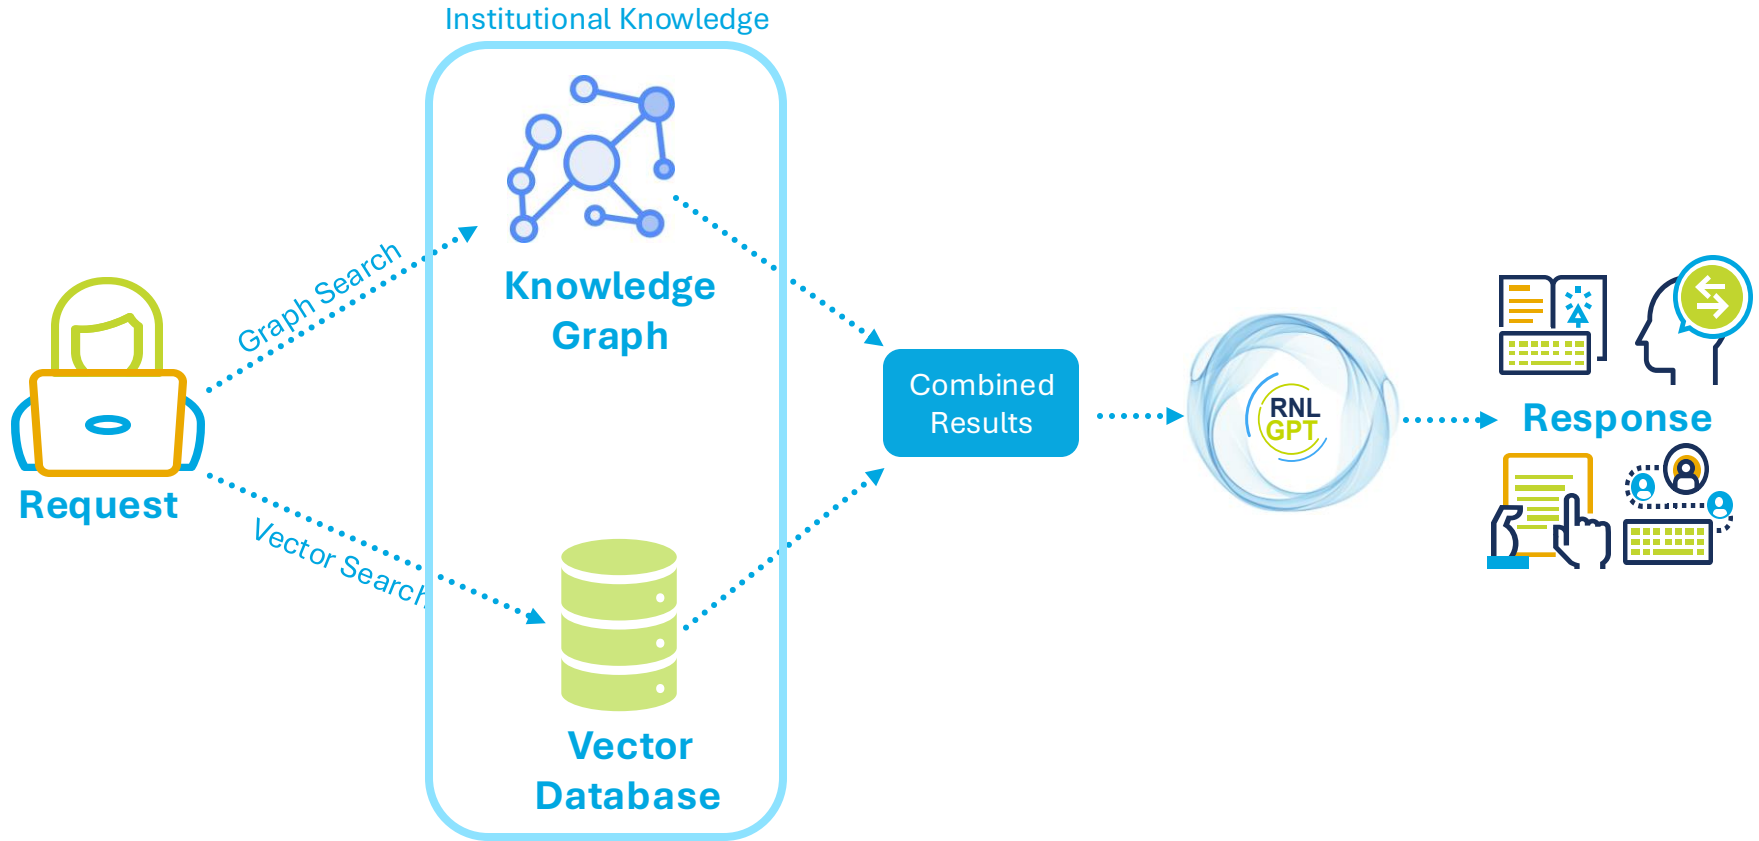 Institutional Knowledge
Graph Search
Knowledge
Graph
Combined
Results
RNL
GPT
Response
Request
Vector Search
Vector
Database